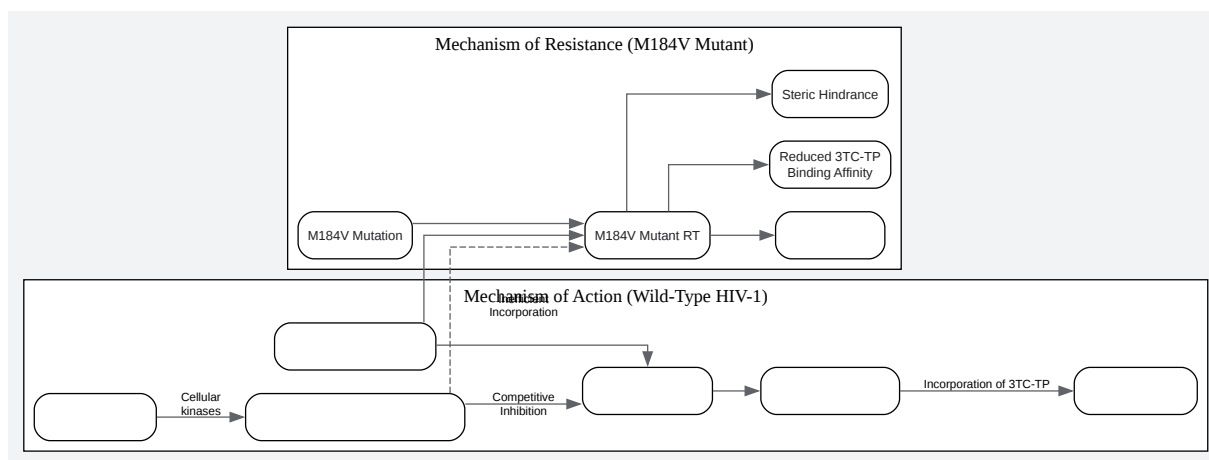 Mechanism of Resistance (M184V Mutant)
Steric Hindrance
Reduced 3TC-TP
Binding Affinity
M184V Mutation
M184V Mutant RT
Mechanism of Action (Wild-Type HIV-1)
Inefficient
Incorporation
Cellular
kinases
Competitive
Inhibition
Incorporation of 3TC-TP